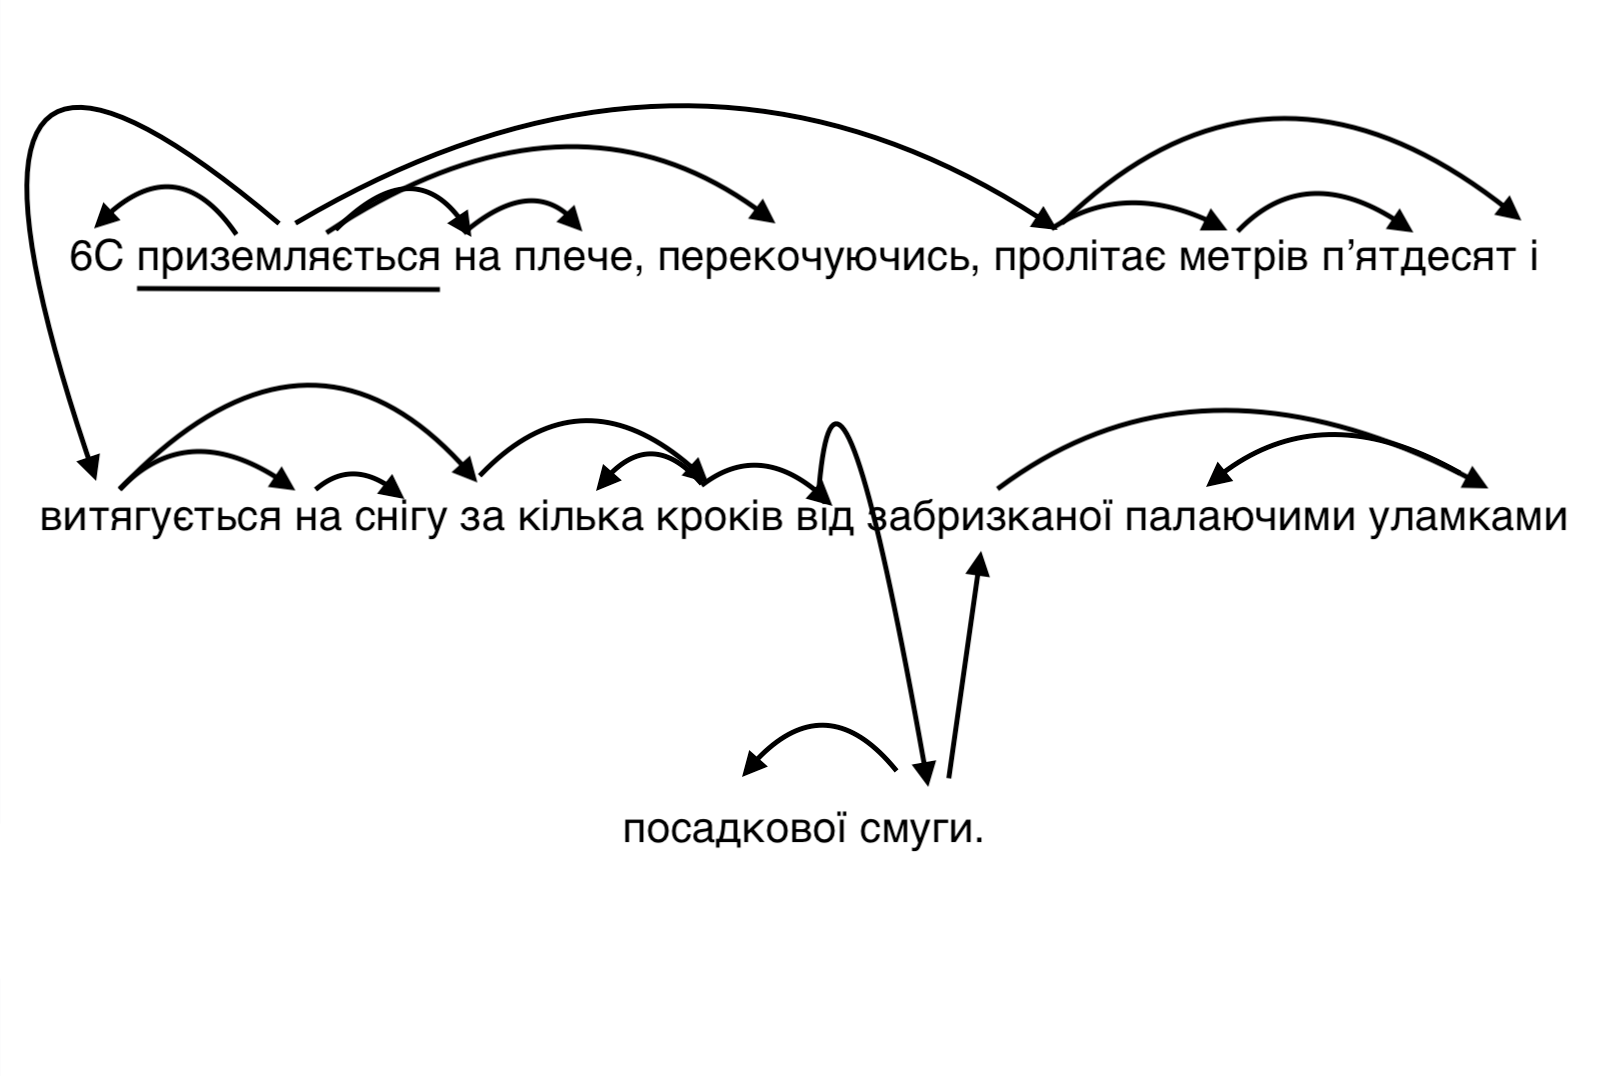 6С приземляється на плече, перекочуючись, пролітає метрів п’ятдесят і
витягується на снігу за кілька кроків від забризканої палаючими уламками
посадкової смуги.